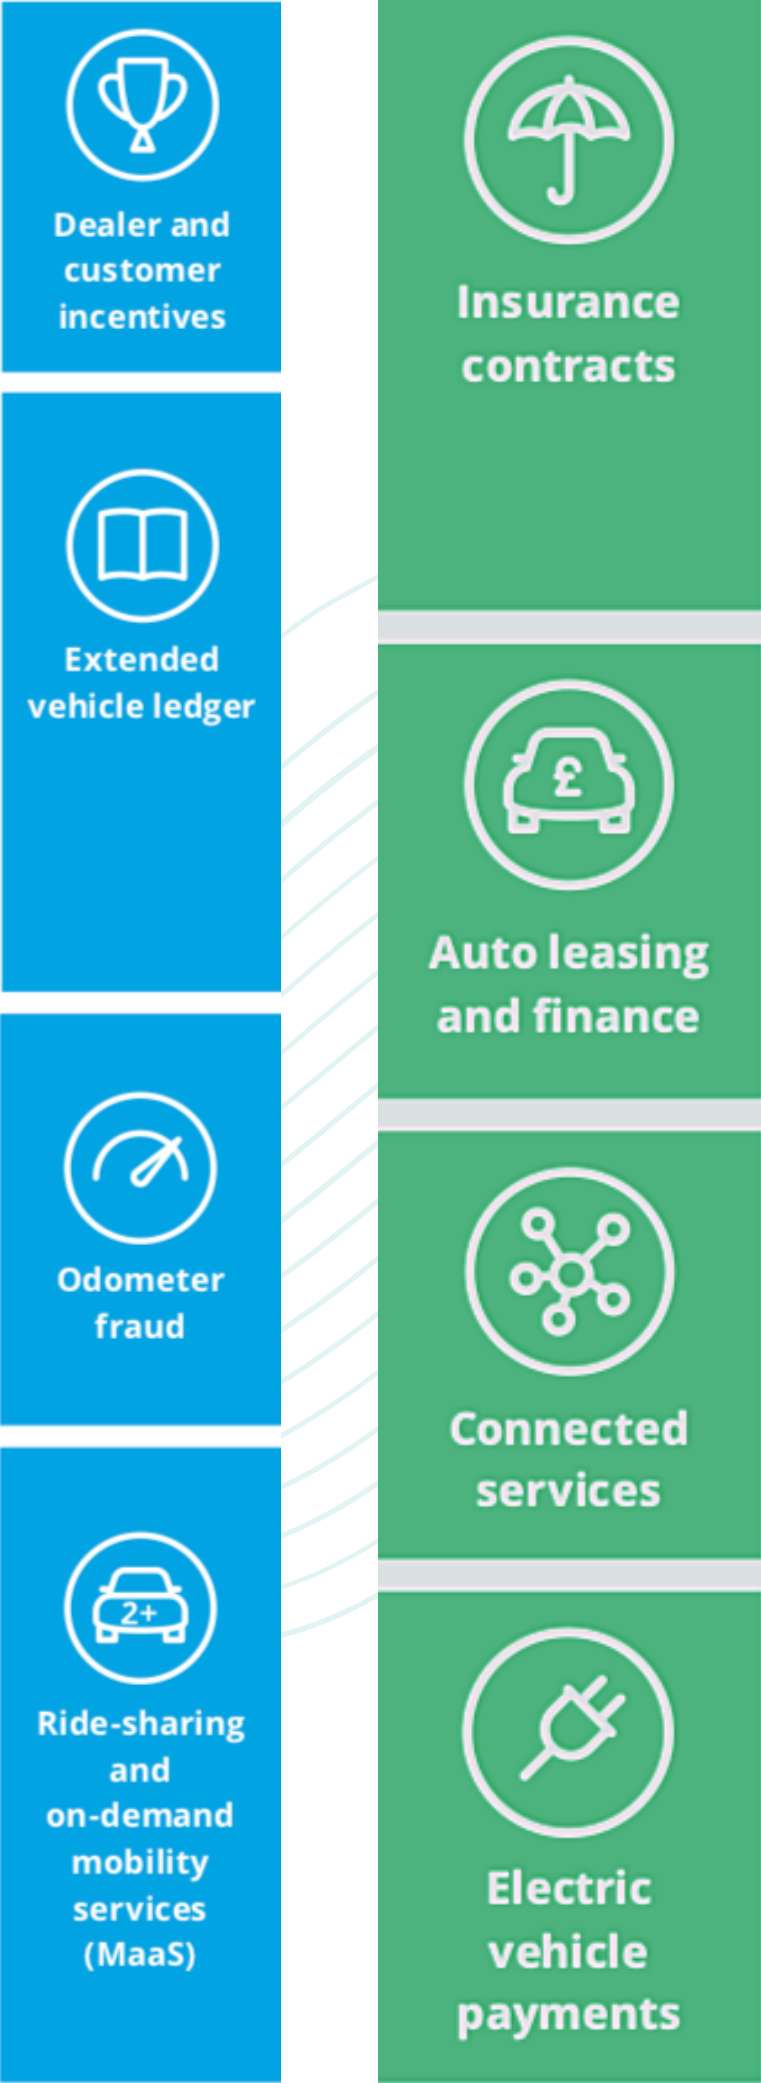 Dealer and
customer
incentives
Extended
vehicle ledger
Odometer
fraud
2+
Ride-sharing
and
on-demand
mobility
services
(MaaS)
Insurance
contracts
£
Auto leasing
and finance
Connected
services
Electric
vehicle
payments